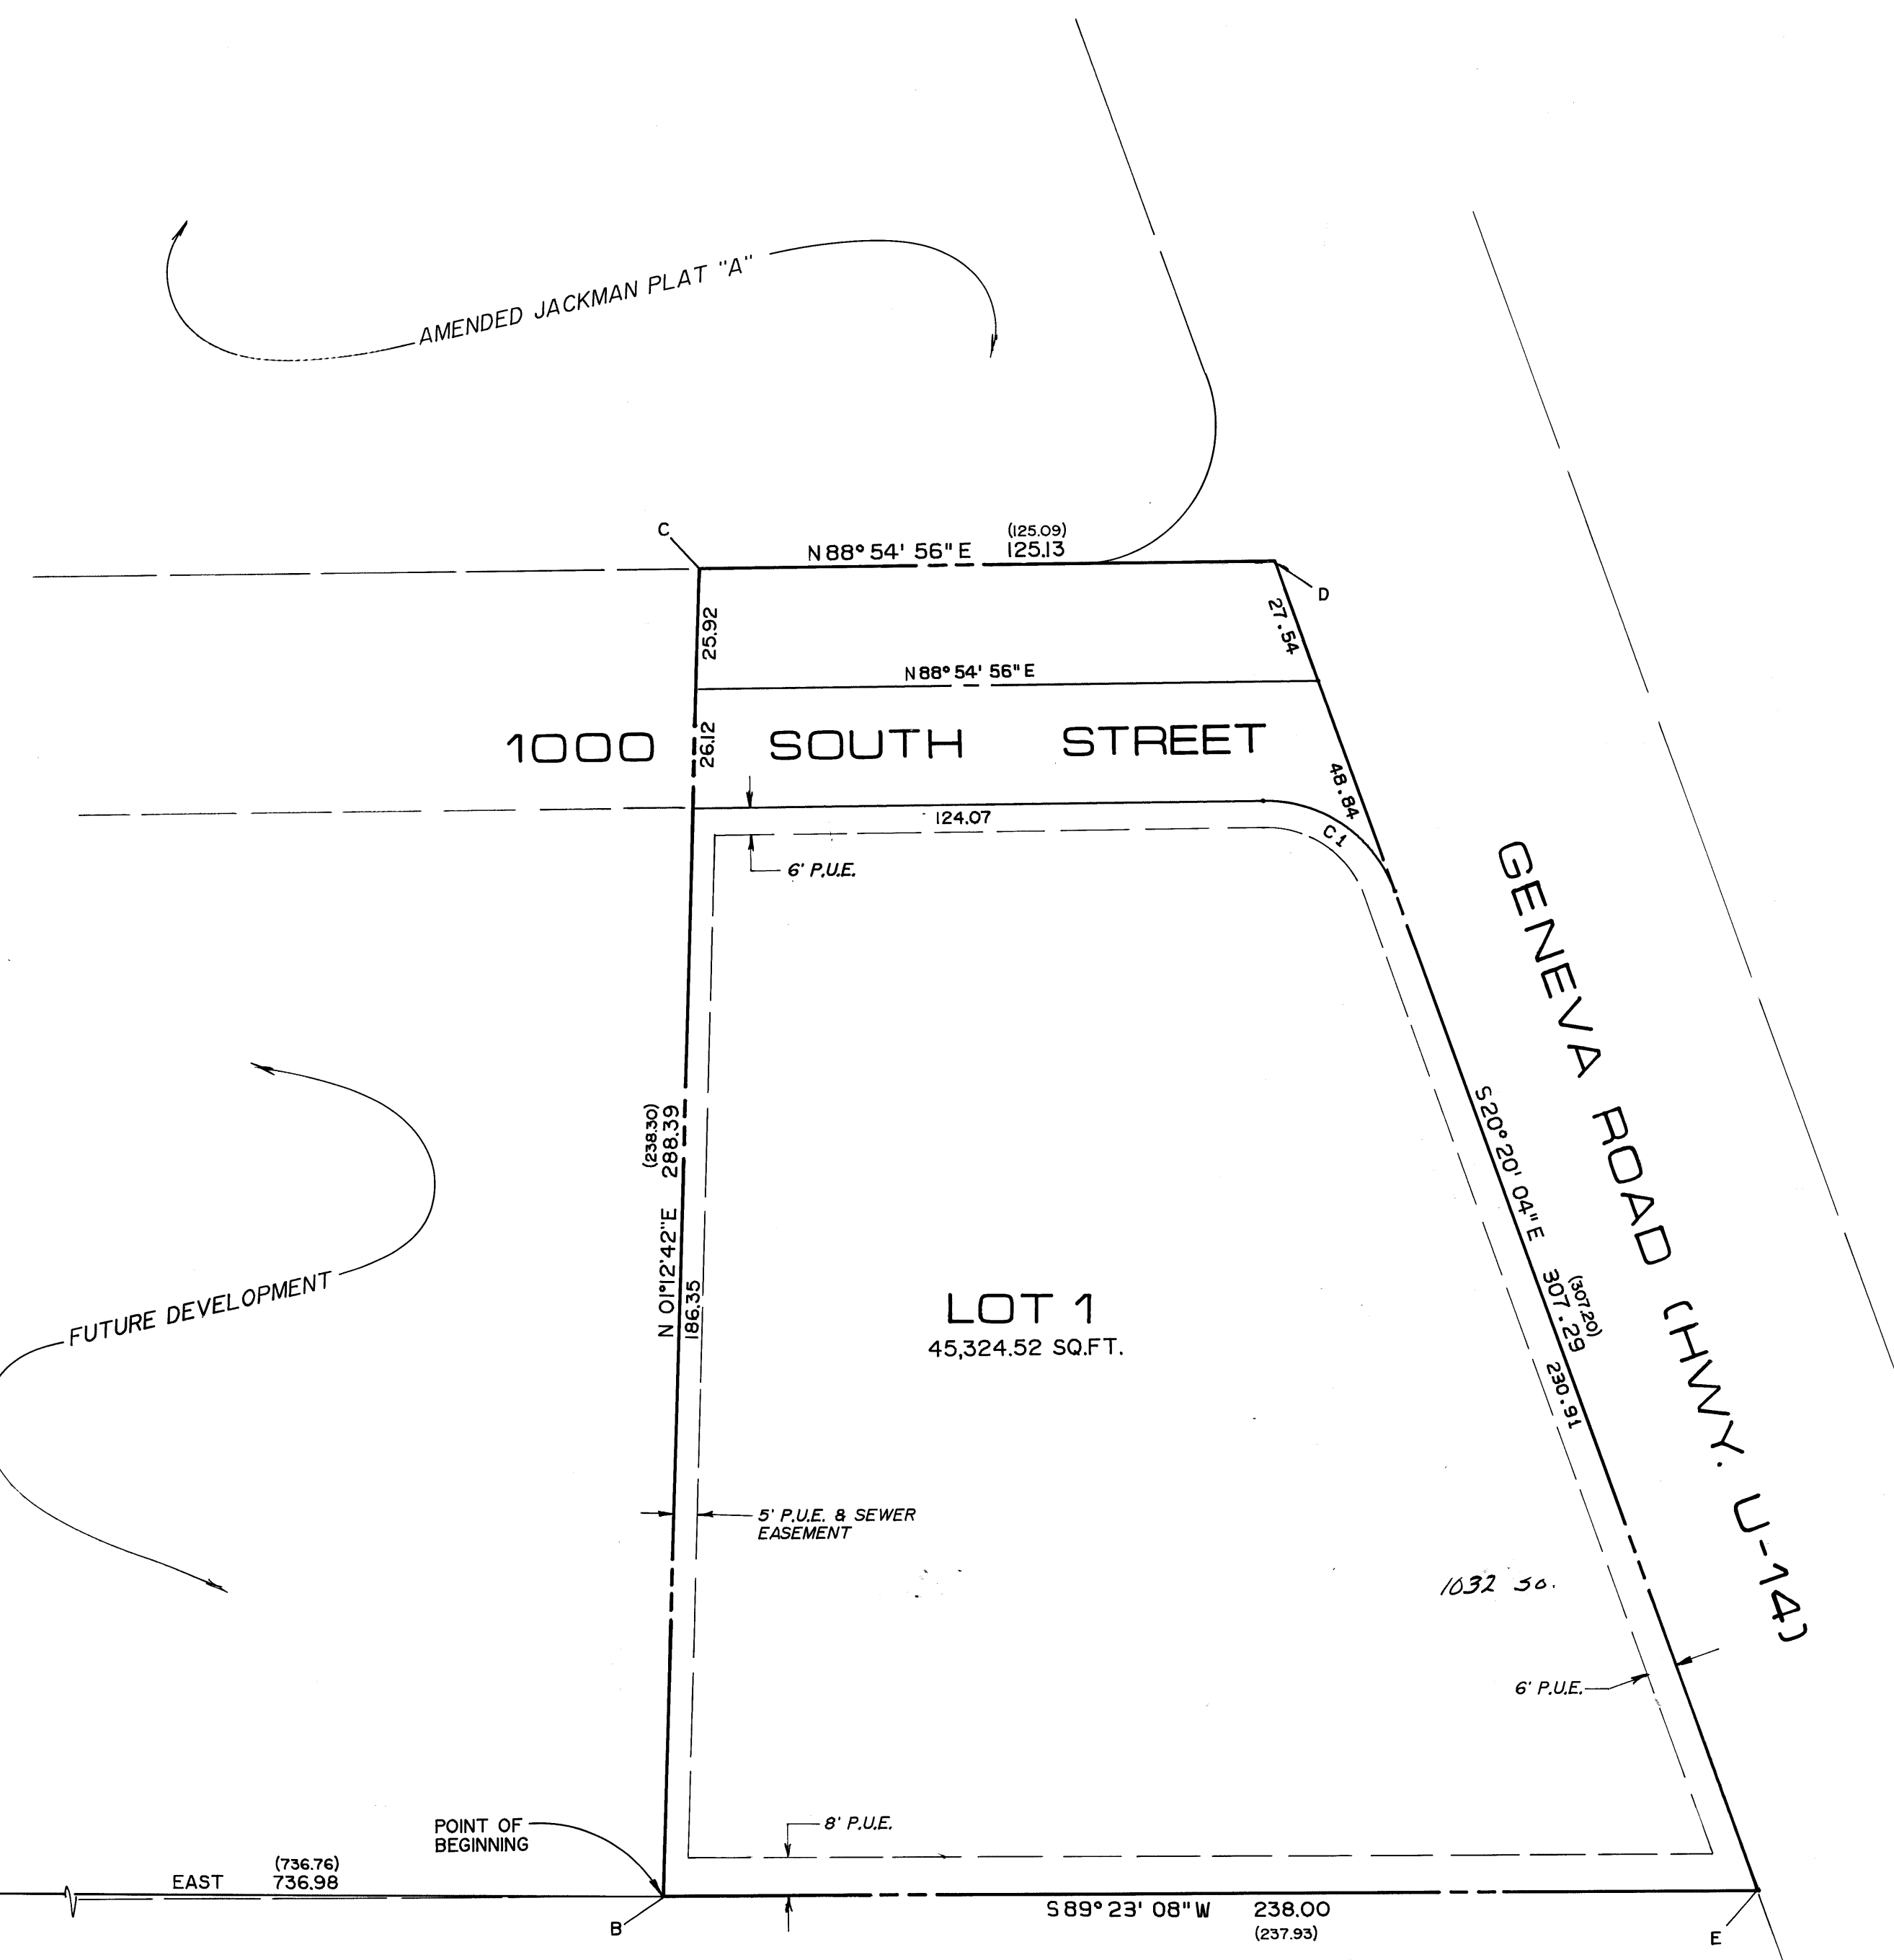 AMENDED JACKMAN PLAT "A"
C
(125.09)
N 88° 54' 56" E 125.13
D
25.92
27.54
N 88° 54' 56" E
1000 SOUTH STREET
26.12
48.84
124.07
C1
6' P.U.E.
GENEVA ROAD (HWY. U-14)
(238.30)
N 01°12'42"E 288.39
186.35
S 20° 20' 04" E 307.29
(307.20)
230.91
FUTURE DEVELOPMENT
LOT 1
45,324.52 SQ.FT.
5' P.U.E. & SEWER
EASEMENT
1032 So.
6' P.U.E.
POINT OF
BEGINNING
8' P.U.E.
(736.76)
EAST 736.98
B
S 89° 23' 08" W 238.00
(237.93)
E